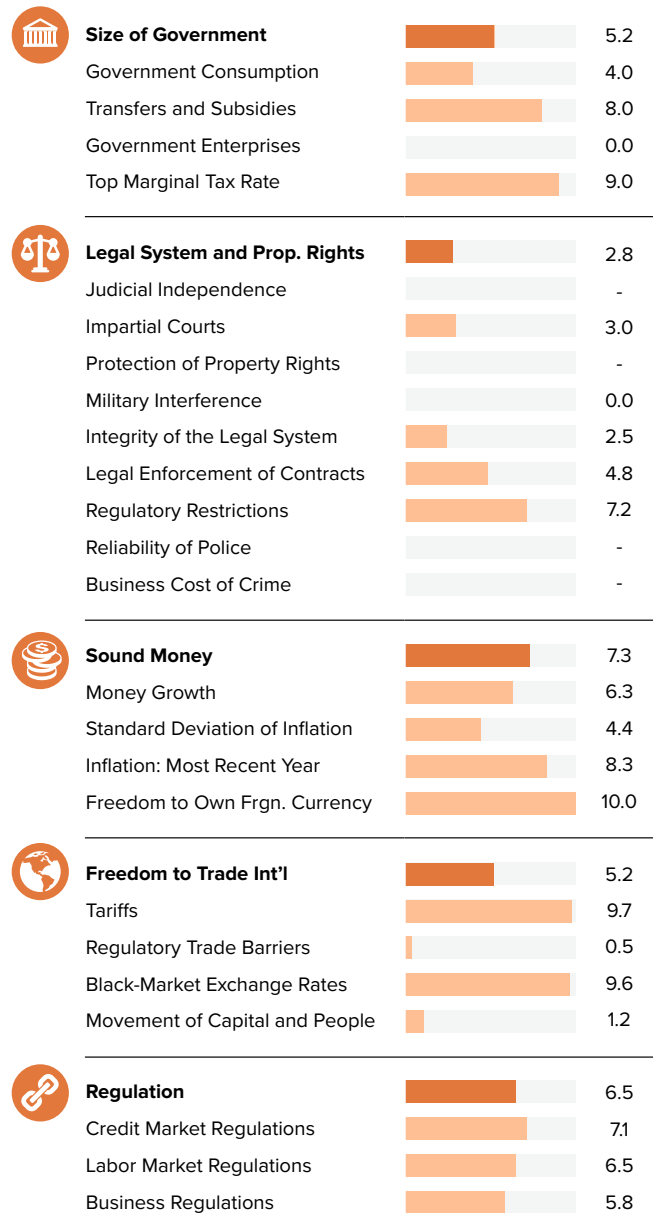 Size of Government 5.2
Government Consumption 4.0
Transfers and Subsidies 8.0
Government Enterprises 0.0
Top Marginal Tax Rate 9.0
Legal System and Prop. Rights 2.8
Judicial Independence -
Impartial Courts 3.0
Protection of Property Rights -
Military Interference 0.0
Integrity of the Legal System 2.5
Legal Enforcement of Contracts 4.8
Regulatory Restrictions 7.2
Reliability of Police -
Business Cost of Crime -
$
Sound Money 7.3
Money Growth 6.3
Standard Deviation of Inflation 4.4
Inflation: Most Recent Year 8.3
Freedom to Own Frgn. Currency 10.0
Freedom to Trade Int'l 5.2
Tariffs 9.7
Regulatory Trade Barriers 0.5
Black-Market Exchange Rates 9.6
Movement of Capital and People 1.2
Regulation 6.5
Credit Market Regulations 7.1
Labor Market Regulations 6.5
Business Regulations 5.8